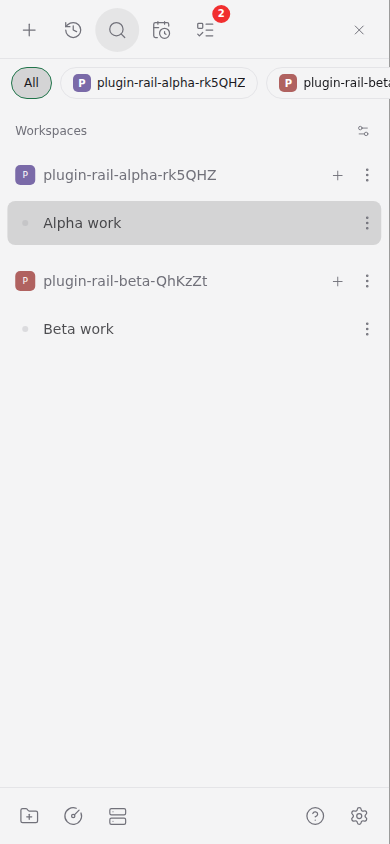 2
All
P plugin-rail-alpha-rk5QHZ
P plugin-rail-beta
Workspaces
P plugin-rail-alpha-rk5QHZ
Alpha work
P plugin-rail-beta-QhKzZt
Beta work